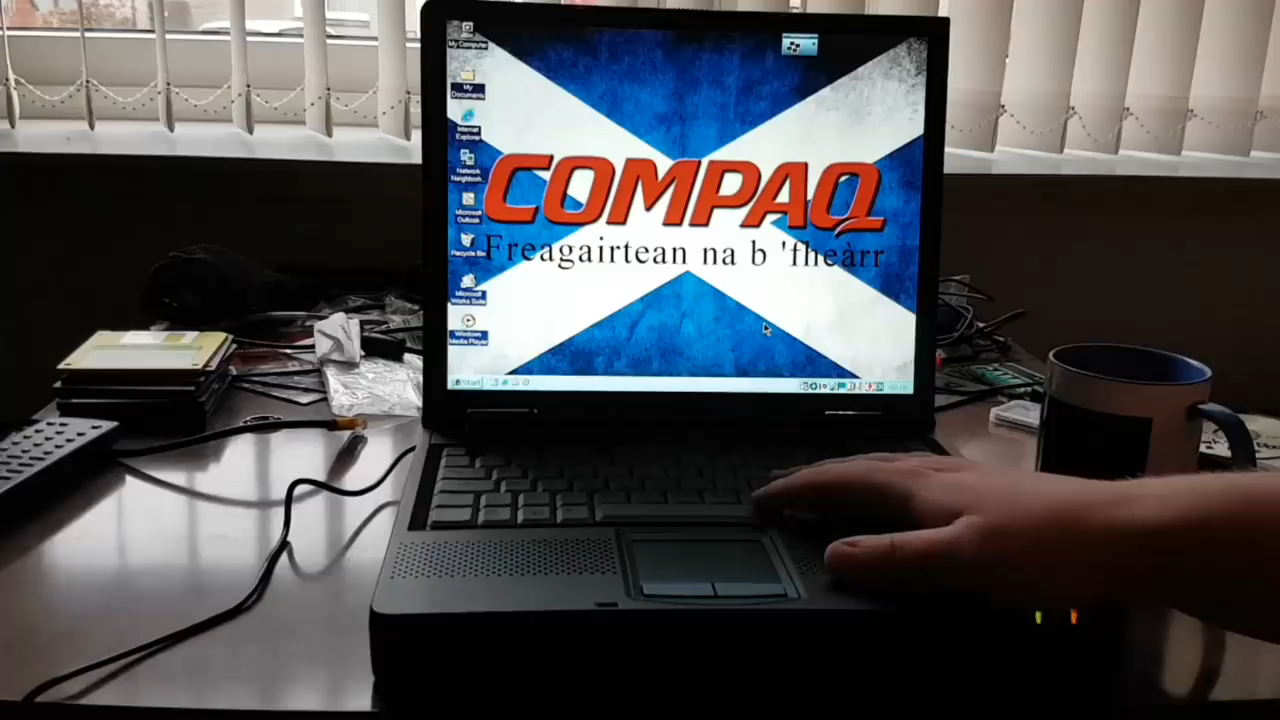 My Computer
My
Documents
Internet
Explorer
Network
Neighborh...
Microsoft
Outlook
Recycle Bin
Microsoft
Works Suite
Windows
Media Player
COMPAQ
Freagairtean na b 'fheàrr
Start